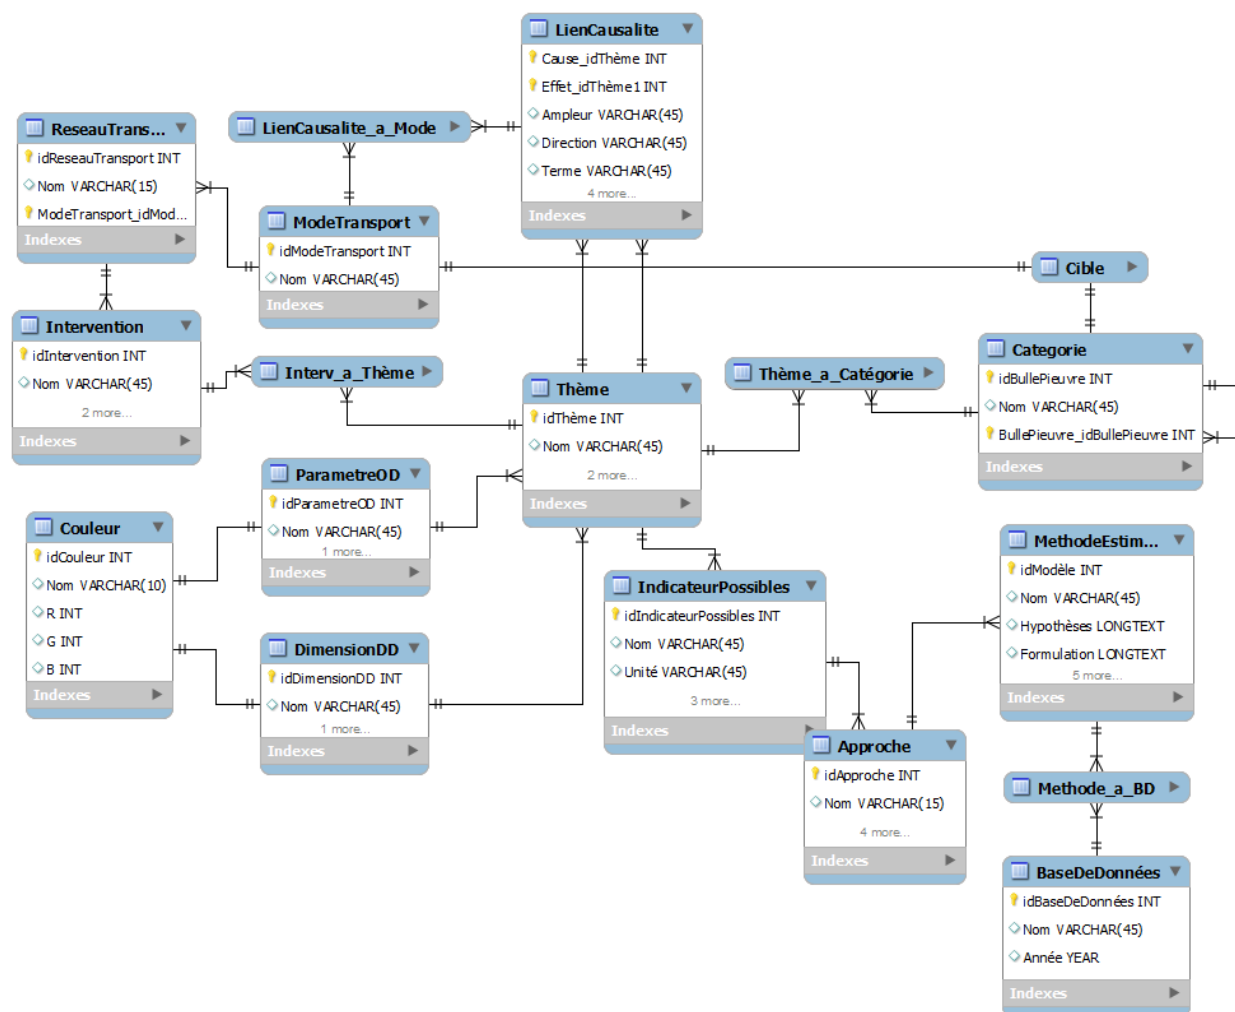 LienCausalite
Cause_idThème INT
Effet_idThème1 INT
Ampleur VARCHAR(45)
Direction VARCHAR(45)
Terme VARCHAR(45)
4 more...
Indexes
LienCausalite_a_Mode
ReseauTrans...
idReseauTransport INT
Nom VARCHAR(15)
ModeTransport_idMod...
Indexes
ModeTransport
idModeTransport INT
Nom VARCHAR(45)
Indexes
Cible
Intervention
idIntervention INT
Nom VARCHAR(45)
2 more...
Indexes
Interv_a_Thème
Thème
idThème INT
Nom VARCHAR(45)
2 more...
Indexes
Thème_a_Catégorie
Categorie
idBullePieuvre INT
Nom VARCHAR(45)
BullePieuvre_idBullePieuvre INT
Indexes
ParametreOD
idParametreOD INT
Nom VARCHAR(45)
1 more...
Indexes
Couleur
idCouleur INT
Nom VARCHAR(10)
R INT
G INT
B INT
Indexes
DimensionDD
idDimensionDD INT
Nom VARCHAR(45)
1 more...
Indexes
IndicateurPossibles
idIndicateurPossibles INT
Nom VARCHAR(45)
Unité VARCHAR(45)
3 more...
Indexes
MethodeEstim...
idModèle INT
Nom VARCHAR(45)
Hypothèses LONGTEXT
Formulation LONGTEXT
5 more...
Indexes
Approche
idApproche INT
Nom VARCHAR(15)
4 more...
Indexes
Methode_a_BD
BaseDeDonnées
idBaseDeDonnées INT
Nom VARCHAR(45)
Année YEAR
Indexes